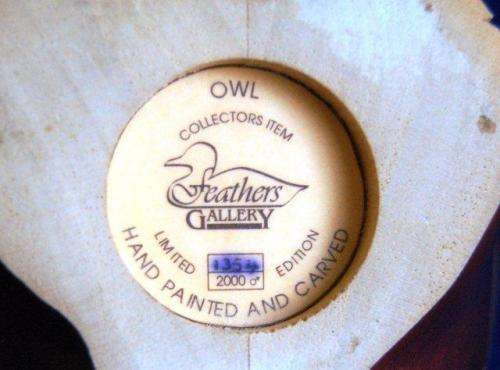 OWL
COLLECTORS ITEM
Feathers
GALLERY
LIMITED
EDITION
2000 ♂
HAND PAINTED AND CARVED